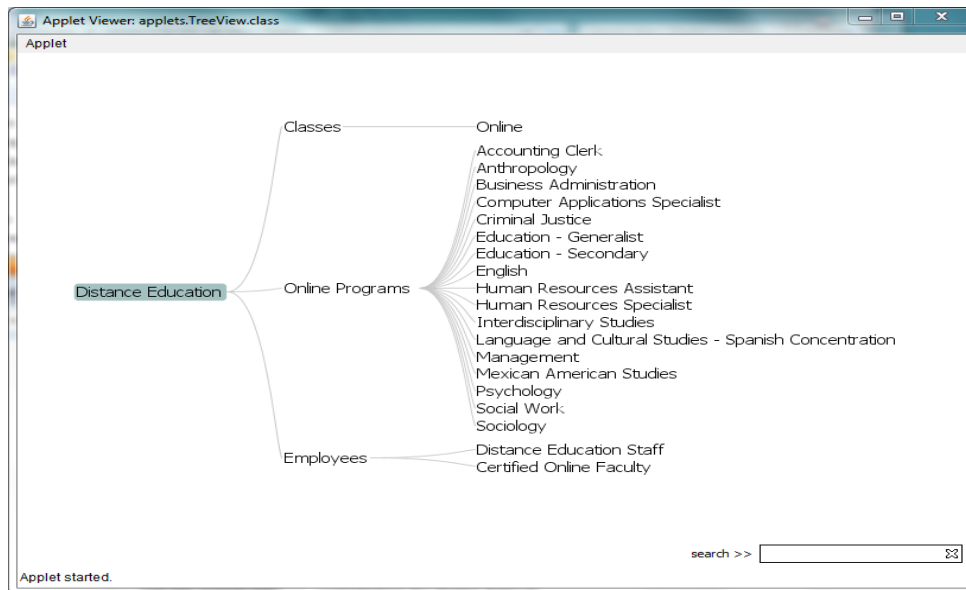 Applet Viewer: applets.TreeView.class
Applet
Classes
Online
Accounting Clerk
Anthropology
Business Administration
Computer Applications Specialist
Criminal Justice
Education - Generalist
Education - Secondary
English
Distance Education
Online Programs
Human Resources Assistant
Human Resources Specialist
Interdisciplinary Studies
Language and Cultural Studies - Spanish Concentration
Management
Mexican American Studies
Psychology
Social Work
Sociology
Employees
Distance Education Staff
Certified Online Faculty
search >>
Applet started.